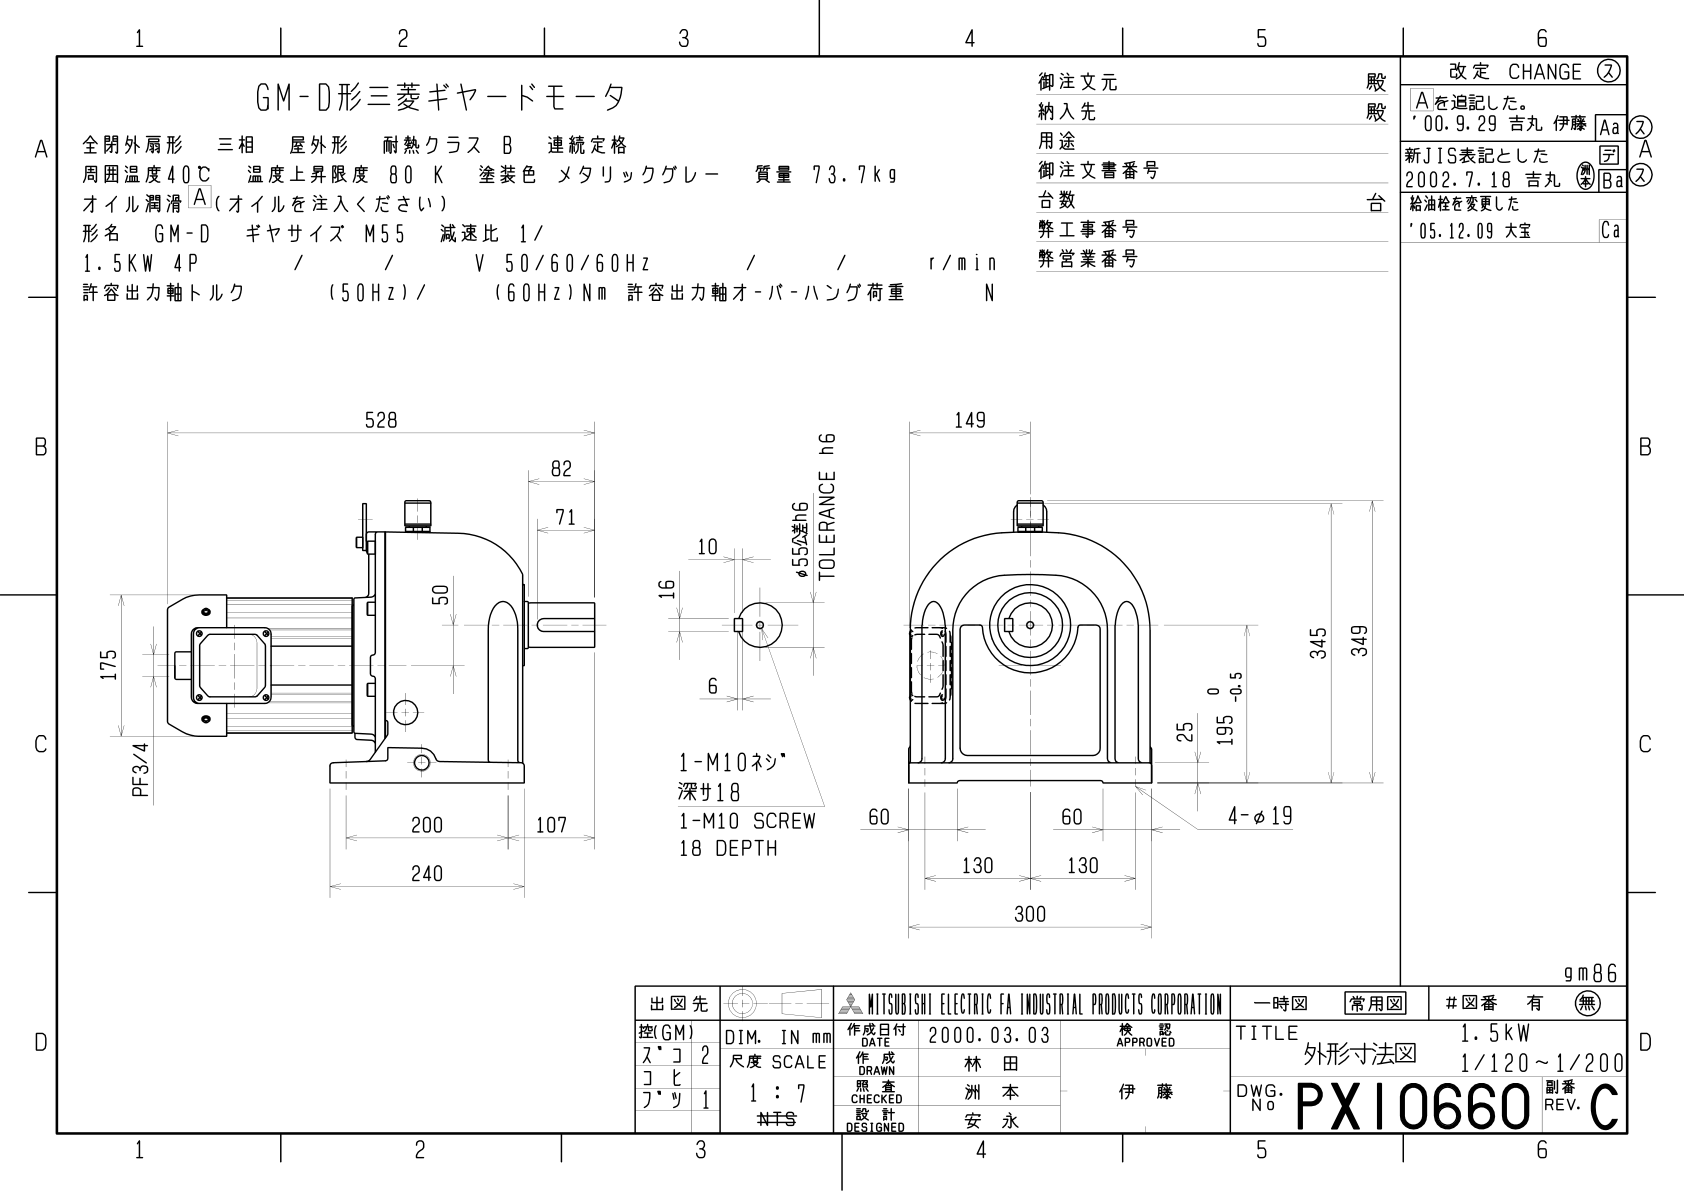 1 2 3 4 5 6
A
B
C
D
GM-D形三菱ギヤードモータ
全閉外扇形 三相 屋外形 耐熱クラス B 連続定格
周囲温度40℃ 温度上昇限度 80 K 塗装色 メタリックグレー 質量 73.7kg
オイル潤滑 A (オイルを注入ください)
形名 GM-D ギヤサイズ M55 減速比 1/
1.5KW 4P / / V 50/60/60Hz / / r/min
許容出力軸トルク (50Hz)/ (60Hz)Nm 許容出力軸オ-バ-ハング荷重 N
御注文元 殿
納入先 殿
用途
御注文書番号
台数 台
弊工事番号
弊営業番号
改定 CHANGE ス
Aを追記した。
'00.9.29 吉丸 伊藤 Aa ス
新JIS表記とした デ
2002.7.18 吉丸 洲本 Ba ス
給油栓を変更した
'05.12.09 大宝 Ca
A
B
C
D
528
82
71
50
175
PF3/4
200
107
240
10
16
6
φ55公差h6
TOLERANCE h6
1-M10ネジ
深サ18
1-M10 SCREW
18 DEPTH
149
345
349
195 0 -0.5
25
60
60
4-φ19
130
130
300
gm86
出図先
控(GM)
ズコ 2
コヒ
ブツ 1
DIM. IN mm
尺度 SCALE
1 : 7
NTS
MITSUBISHI ELECTRIC FA INDUSTRIAL PRODUCTS CORPORATION
作成日付 DATE 2000.03.03
作成 DRAWN 林田
照査 CHECKED 洲本
設計 DESIGNED 安永
検認 APPROVED
伊藤
一時図 常用図 #図番 有 無
TITLE 1.5kW
外形寸法図 1/120~1/200
DWG. No PX10660 副番 REV. C
1 2 3 4 5 6